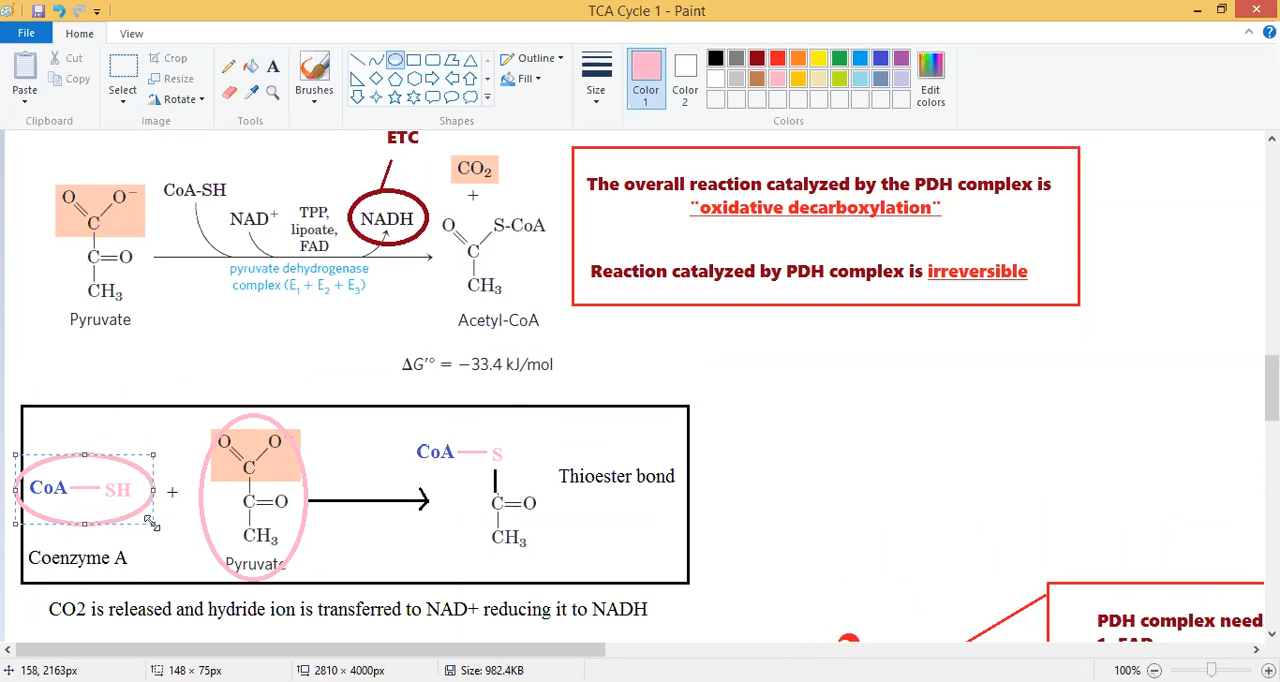 TCA Cycle 1 - Paint
File Home View
Paste
Cut
Copy
Clipboard
Select
Crop
Resize
Rotate
Image
A
Tools
Brushes
Shapes
Outline
Fill
Size
Color 1
Color 2
Edit colors
Colors
ETC
O O⁻
C
C=O
CH₃
Pyruvate
CoA-SH
NAD⁺
TPP,
lipoate,
FAD
NADH
pyruvate dehydrogenase
complex (E₁ + E₂ + E₃)
CO₂
+
O S-CoA
C
CH₃
Acetyl-CoA
ΔG′° = −33.4 kJ/mol
The overall reaction catalyzed by the PDH complex is
"oxidative decarboxylation"
Reaction catalyzed by PDH complex is irreversible
CoA SH
Coenzyme A
+
O O⁻
C
C=O
CH₃
Pyruvate
CoA S
C=O
CH₃
Thioester bond
CO2 is released and hydride ion is transferred to NAD+ reducing it to NADH
PDH complex need
158, 2163px
148 × 75px
2810 × 4000px
Size: 982.4KB
100%